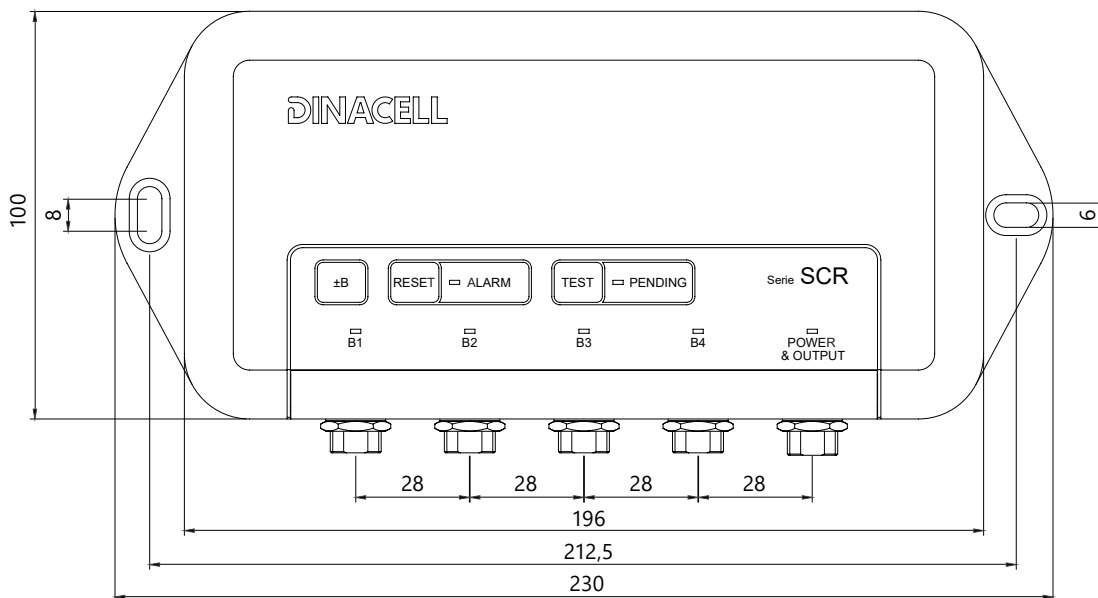 DINACELL
100
8
6
±B
RESET
ALARM
TEST
PENDING
Serie SCR
B1
B2
B3
B4
POWER
& OUTPUT
28
28
28
28
196
212,5
230